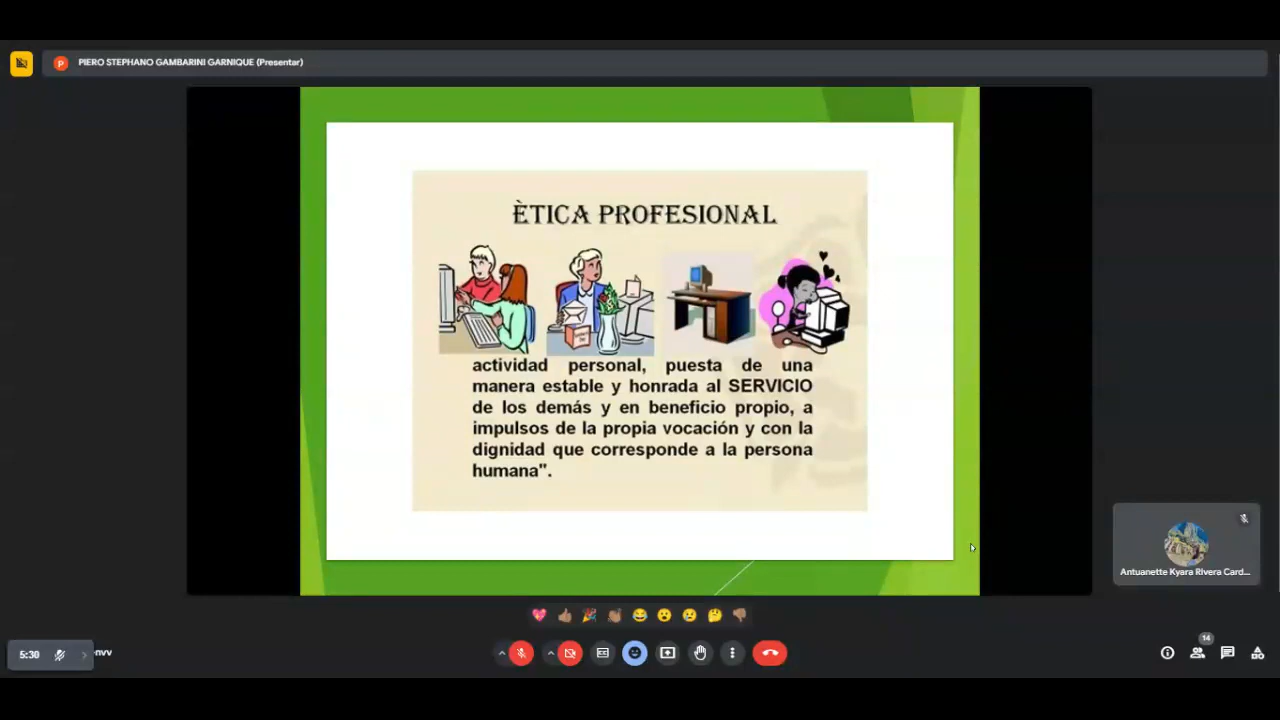 PIERO STEPHANO GAMBARINI GARNIQUE (Presentar)
ÈTICA PROFESIONAL
actividad personal, puesta de una
manera estable y honrada al SERVICIO
de los demás y en beneficio propio, a
impulsos de la propia vocación y con la
dignidad que corresponde a la persona
humana".
Antuanette Kyara Rivera Card...
14
5:30